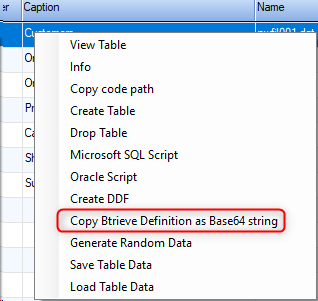 er Caption Name
Customers nwfil001.dat
View Table
Info
Copy code path
Create Table
Drop Table
Microsoft SQL Script
Oracle Script
Create DDF
Copy Btrieve Definition as Base64 string
Generate Random Data
Save Table Data
Load Table Data
Or
Or
Pr
Ca
Sh
Su